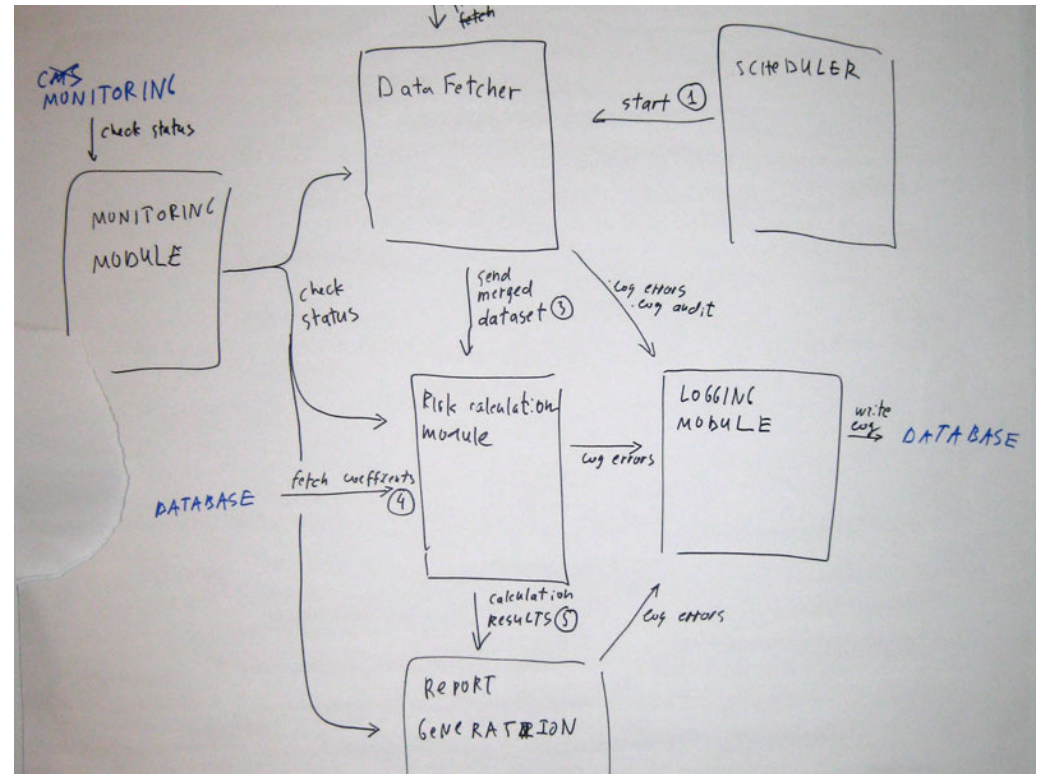 fetch
Data Fetcher
SCHEDULER
start ①
MONITORING
check status
MONITORING
MODULE
check
status
send
merged
dataset ③
log errors
log audit
Risk calculation
module
LOGGING
MODULE
write
log
DATABASE
log errors
DATABASE
fetch coeffients
④
calculation
RESULTS ⑤
log errors
REPORT
GENERATION